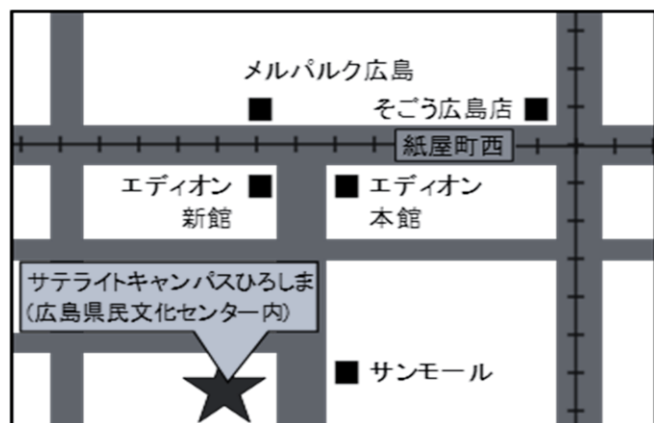 メルパルク広島
そごう広島店
紙屋町西
エディオン
新館
エディオン
本館
サテライトキャンパスひろしま
(広島県民文化センター内)
サンモール